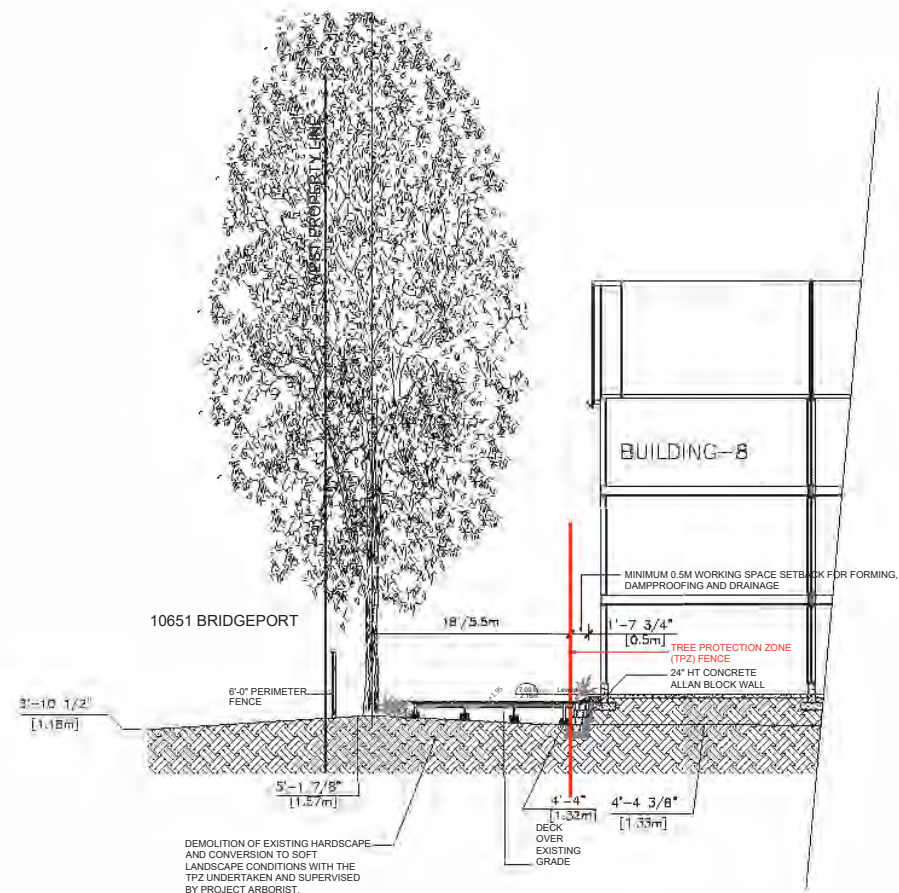 WEST PROPERTY LINE
BUILDING-8
MINIMUM 0.5M WORKING SPACE SETBACK FOR FORMING,
DAMPPROOFING AND DRAINAGE
10651 BRIDGEPORT
18'/5.5m
1'-7 3/4"
[0.5m]
TREE PROTECTION ZONE
(TPZ) FENCE
24" HT CONCRETE
ALLAN BLOCK WALL
6'-0" PERIMETER
FENCE
Level
3'-10 1/2"
[1.18m]
5'-1 7/8"
[1.57m]
4'-4"
[1.32m]
4'-4 3/8"
[1.33m]
DECK
OVER
EXISTING
GRADE
DEMOLITION OF EXISTING HARDSCAPE
AND CONVERSION TO SOFT
LANDSCAPE CONDITIONS WITH THE
TPZ UNDERTAKEN AND SUPERVISED
BY PROJECT ARBORIST.